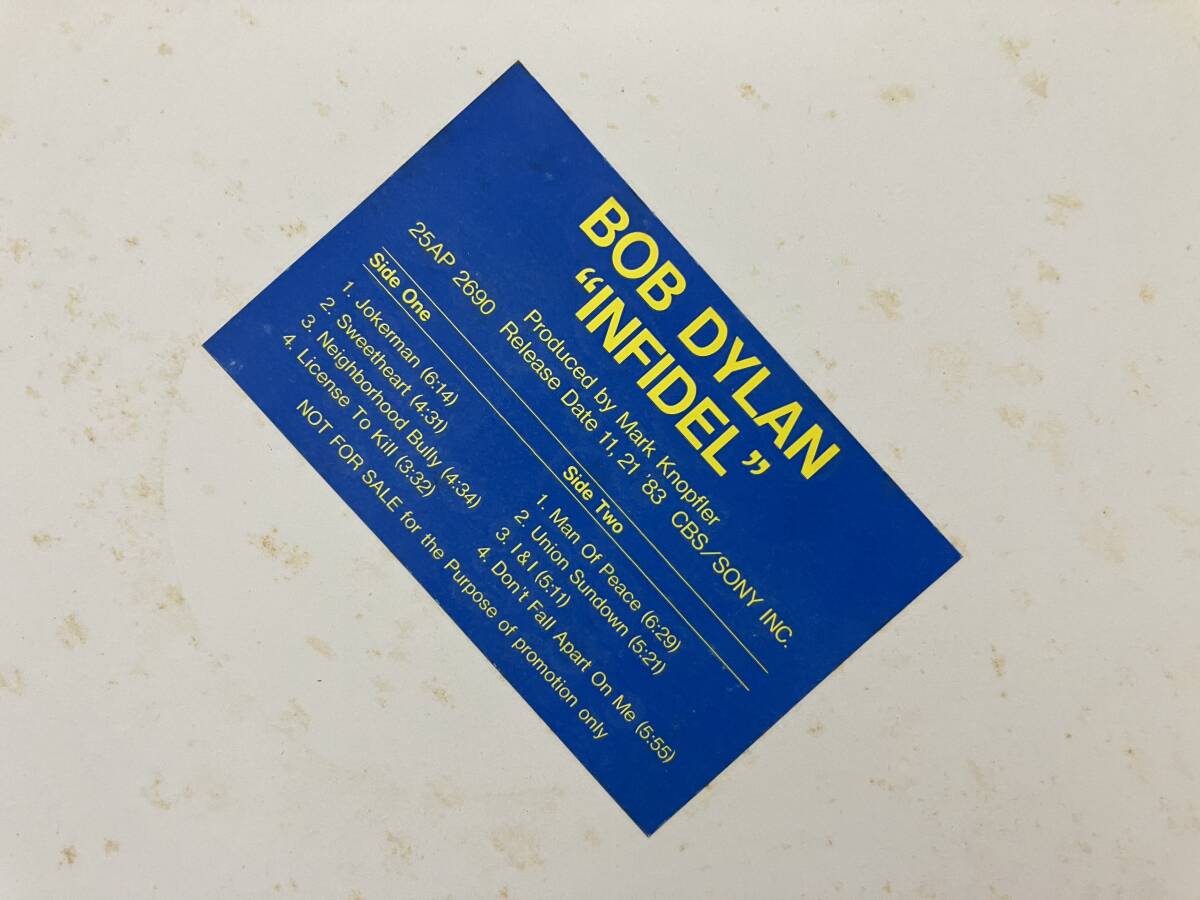 BOB DYLAN
“INFIDEL”
Produced by Mark Knopfler
25AP 2690 Release Date 11, 21 '83 CBS/SONY INC.
Side One
1. Jokerman (6:14)
2. Sweetheart (4:31)
3. Neighborhood Bully (4:34)
4. License To Kill (3:32)
Side Two
1. Man Of Peace (6:29)
2. Union Sundown (5:21)
3. I & I (5:11)
4. Don't Fall Apart On Me (5:55)
NOT FOR SALE for the Purpose of promotion only